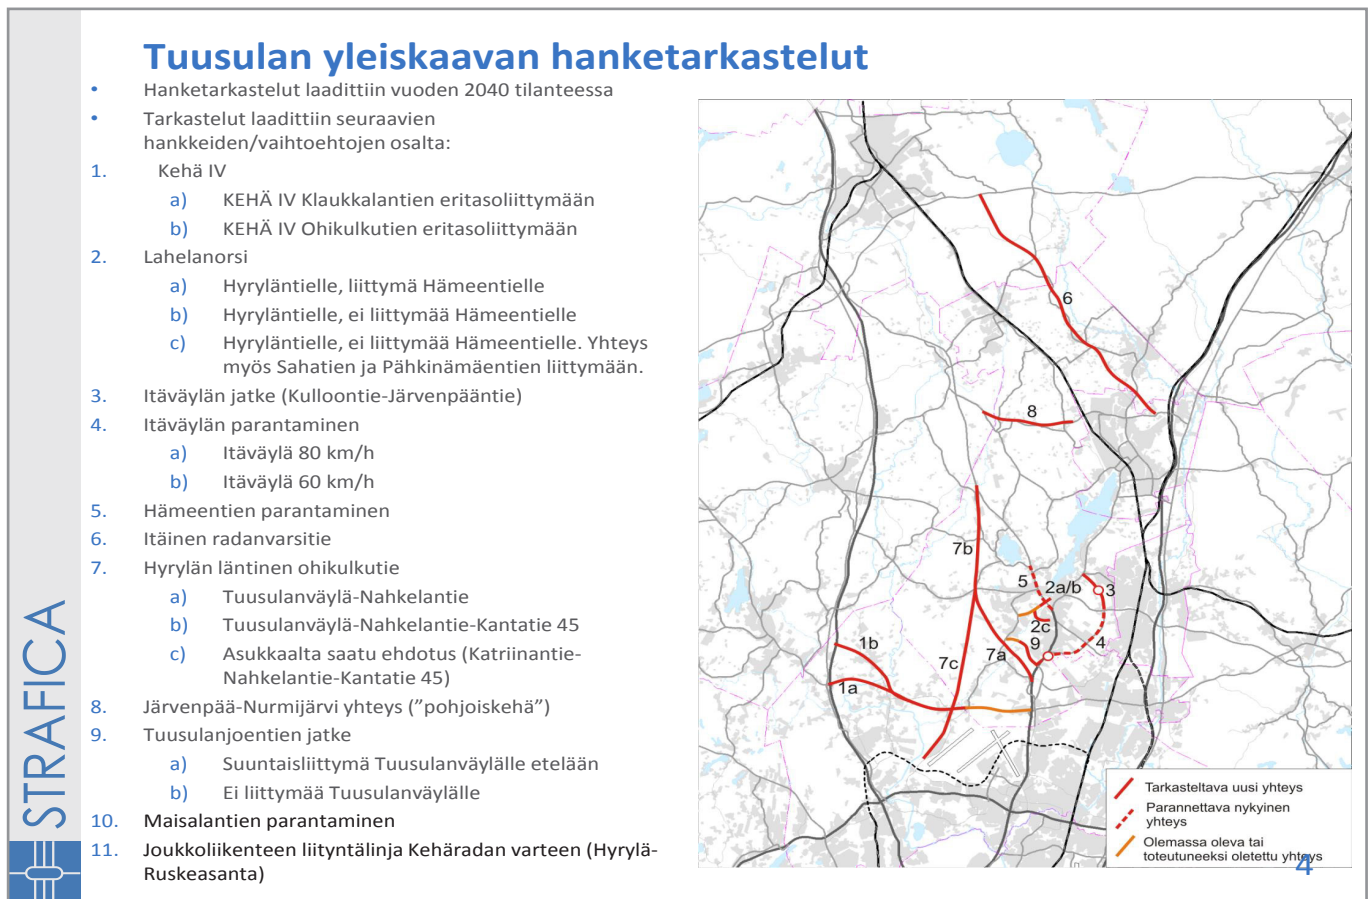 Tuusulan yleiskaavan hanketarkastelut
• Hanketarkastelut laadittiin vuoden 2040 tilanteessa
• Tarkastelut laadittiin seuraavien
hankkeiden/vaihtoehtojen osalta:
1. Kehä IV
a) KEHÄ IV Klaukkalantien eritasoliittymään
b) KEHÄ IV Ohikulkutien eritasoliittymään
2. Lahelanorsi
a) Hyryläntielle, liittymä Hämeentielle
b) Hyryläntielle, ei liittymää Hämeentielle
c) Hyryläntielle, ei liittymää Hämeentielle. Yhteys
myös Sahatien ja Pähkinämäentien liittymään.
3. Itäväylän jatke (Kulloontie-Järvenpääntie)
4. Itäväylän parantaminen
a) Itäväylä 80 km/h
b) Itäväylä 60 km/h
5. Hämeentien parantaminen
6. Itäinen radanvarsitie
7. Hyrylän läntinen ohikulkutie
a) Tuusulanväylä-Nahkelantie
b) Tuusulanväylä-Nahkelantie-Kantatie 45
c) Asukkaalta saatu ehdotus (Katriinantie-
Nahkelantie-Kantatie 45)
8. Järvenpää-Nurmijärvi yhteys (”pohjoiskehä”)
9. Tuusulanjoentien jatke
a) Suuntaisliittymä Tuusulanväylälle etelään
b) Ei liittymää Tuusulanväylälle
10. Maisalantien parantaminen
11. Joukkoliikenteen liityntälinja Kehäradan varteen (Hyrylä-
Ruskeasanta)
STRAFICA
6
8
7b
5
2a/b
3
2c
1b
9
4
7c
7a
1a
Tarkasteltava uusi yhteys
Parannettava nykyinen
yhteys
Olemassa oleva tai
toteutuneeksi oletettu yhteys
4